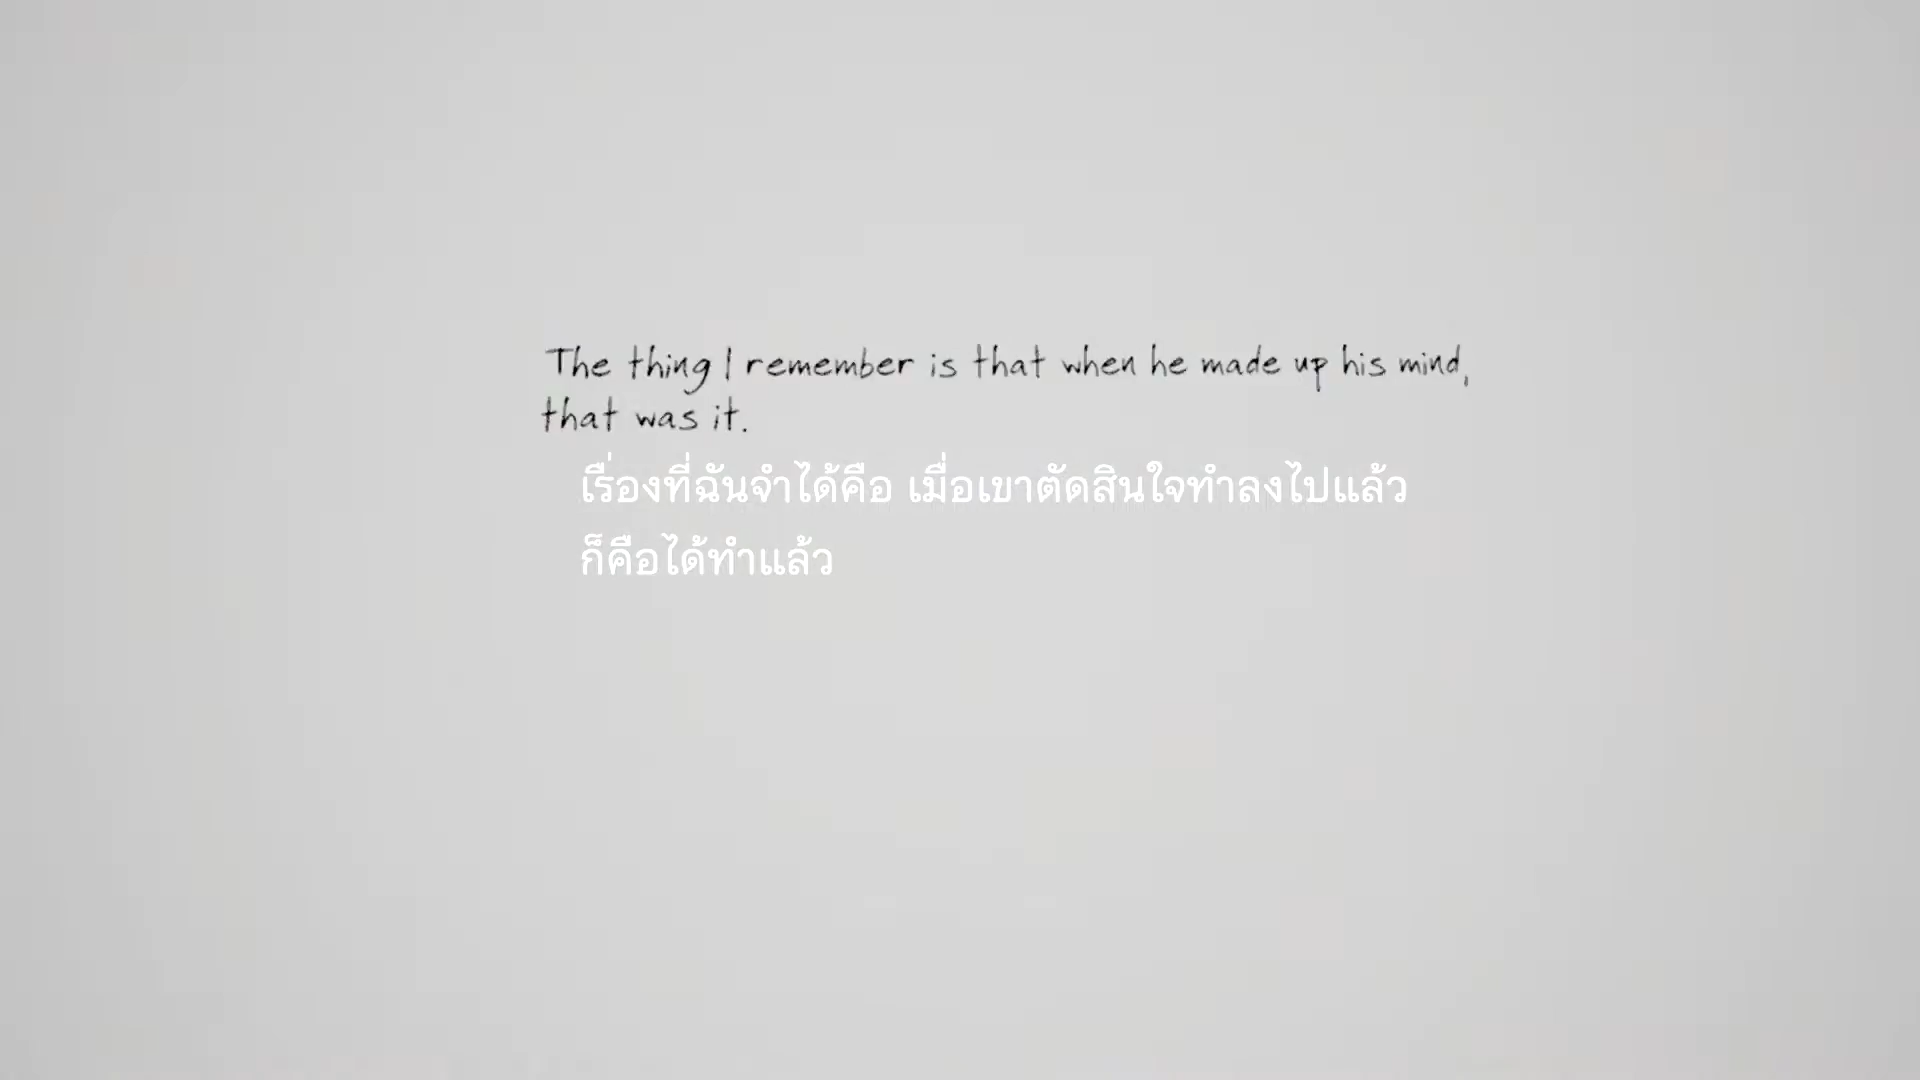 The thing I remember is that when he made up his mind,
that was it.
เรื่องที่ฉันจำได้คือ เมื่อเขาตัดสินใจทำลงไปแล้ว
ก็คือได้ทำแล้ว